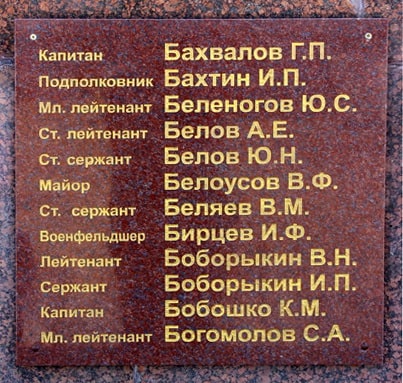 Капитан Бахвалов Г.П.
Подполковник Бахтин И.П.
Мл. лейтенант Беленогов Ю.С.
Ст. лейтенант Белов А.Е.
Ст. сержант Белов Ю.Н.
Майор Белоусов В.Ф.
Ст. сержант Беляев В.М.
Военфельдшер Бирцев И.Ф.
Лейтенант Боборыкин В.Н.
Сержант Боборыкин И.П.
Капитан Бобошко К.М.
Мл. лейтенант Богомолов С.А.